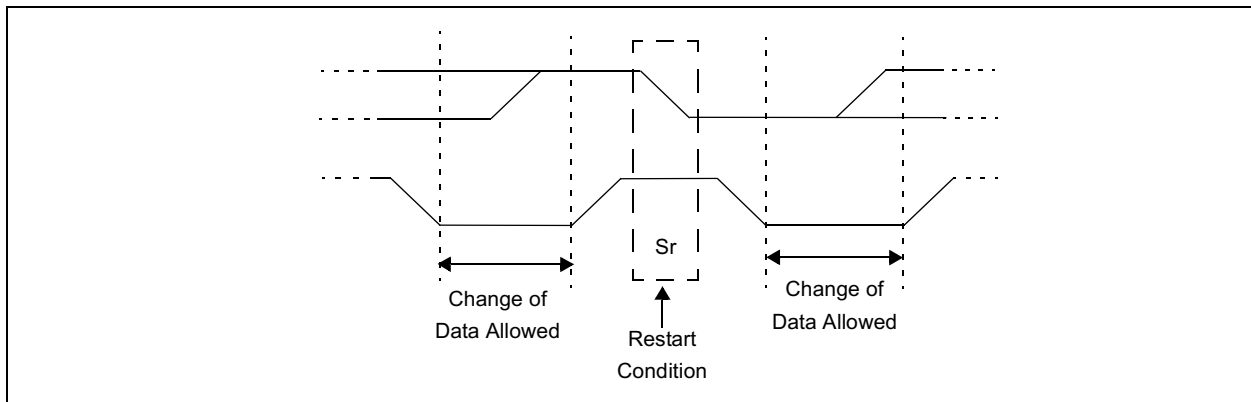 Sr
Change of
Data Allowed
Restart
Condition
Change of
Data Allowed